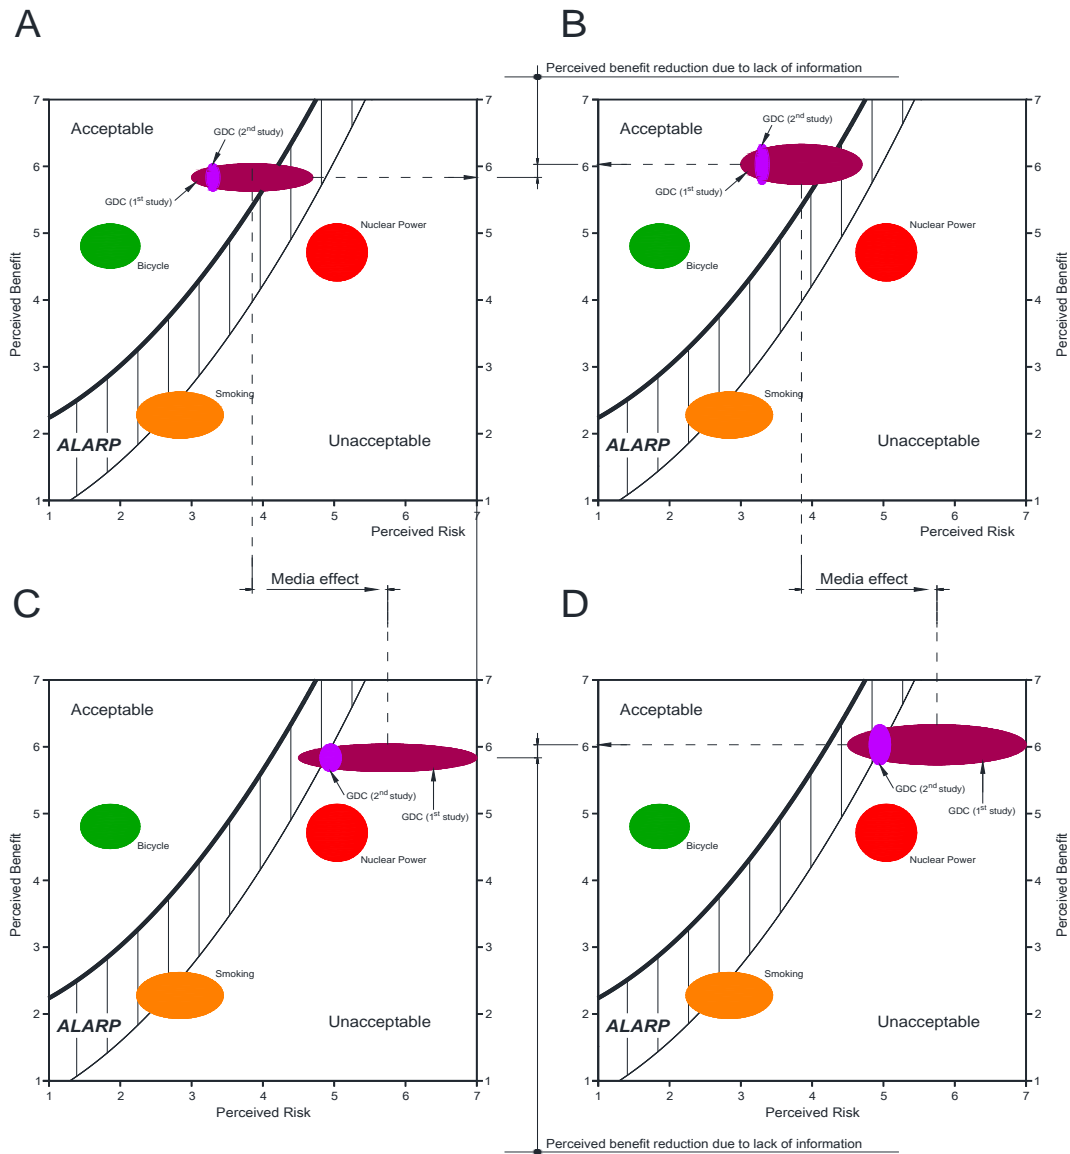 A
B
Perceived benefit reduction due to lack of information
7
7
7
7
Acceptable
GDC (2nd study)
Acceptable
GDC (2nd study)
6
6
6
6
GDC (1st study)
GDC (1st study)
5
5
5
5
Nuclear Power
Nuclear Power
Bicycle
Bicycle
Perceived Benefit
Perceived Benefit
4
4
4
4
3
3
3
3
Smoking
Smoking
2
2
2
2
ALARP
Unacceptable
ALARP
Unacceptable
1
1
1
1
1 2 3 4 5 6 7
1 2 3 4 5 6 7
Perceived Risk
Perceived Risk
Media effect
Media effect
C
D
7
7
7
7
Acceptable
Acceptable
6
6
6
6
GDC (2nd study)
GDC (1st study)
GDC (2nd study)
GDC (1st study)
5
5
5
5
Bicycle
Nuclear Power
Bicycle
Nuclear Power
Perceived Benefit
Perceived Benefit
4
4
4
4
3
3
3
3
Smoking
Smoking
2
2
2
2
ALARP
Unacceptable
ALARP
Unacceptable
1
1
1
1
1 2 3 4 5 6 7
1 2 3 4 5 6 7
Perceived Risk
Perceived Risk
Perceived benefit reduction due to lack of information